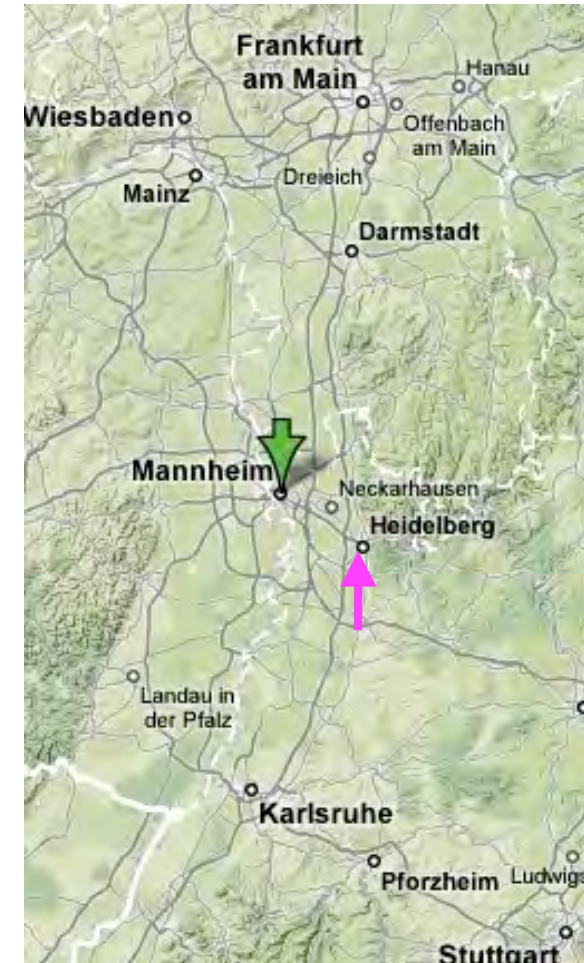 Frankfurt
am Main
Hanau
Wiesbaden
Offenbach
am Main
Dreieich
Mainz
Darmstadt
Mannheim
Neckarhausen
Heidelberg
Landau in
der Pfalz
Karlsruhe
Pforzheim
Ludwigs
Stuttgart